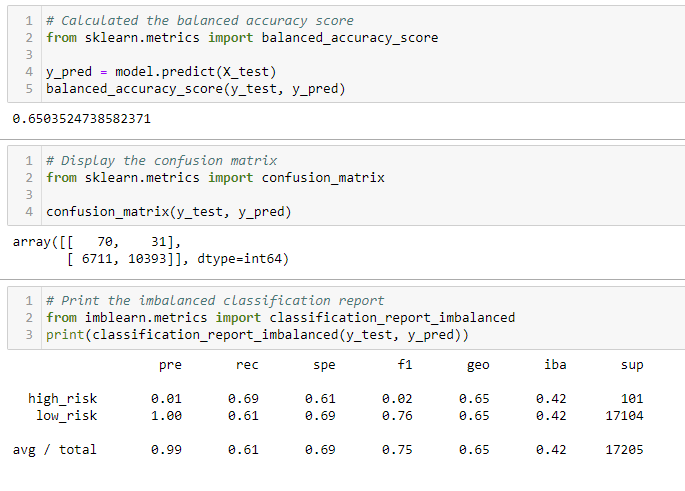 1 # Calculated the balanced accuracy score
2 from sklearn.metrics import balanced_accuracy_score
3
4 y_pred = model.predict(X_test)
5 balanced_accuracy_score(y_test, y_pred)
0.6503524738582371
1 # Display the confusion matrix
2 from sklearn.metrics import confusion_matrix
3
4 confusion_matrix(y_test, y_pred)
array([[   70,    31],
       [ 6711, 10393]], dtype=int64)
1 # Print the imbalanced classification report
2 from imblearn.metrics import classification_report_imbalanced
3 print(classification_report_imbalanced(y_test, y_pred))
pre rec spe f1 geo iba sup
high_risk 0.01 0.69 0.61 0.02 0.65 0.42 101
low_risk 1.00 0.61 0.69 0.76 0.65 0.42 17104
avg / total 0.99 0.61 0.69 0.75 0.65 0.42 17205